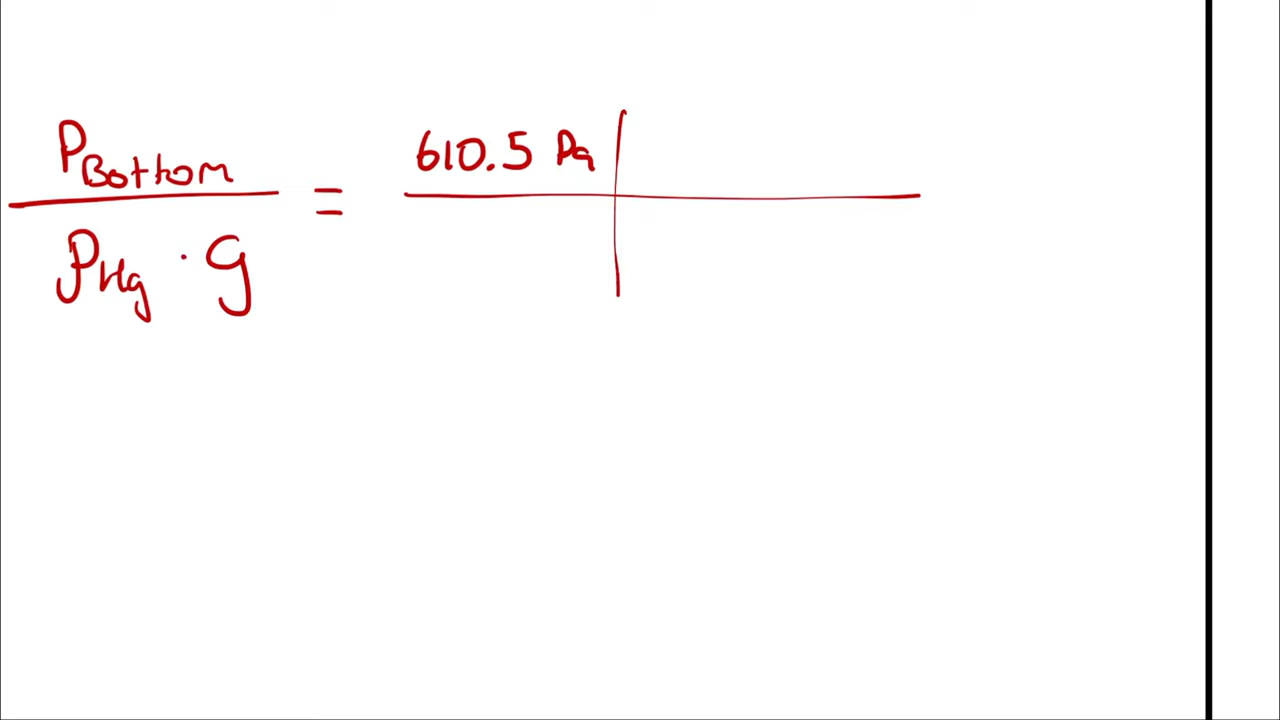 P_Bottom / ρ_Hg · g = 610.5 Pa